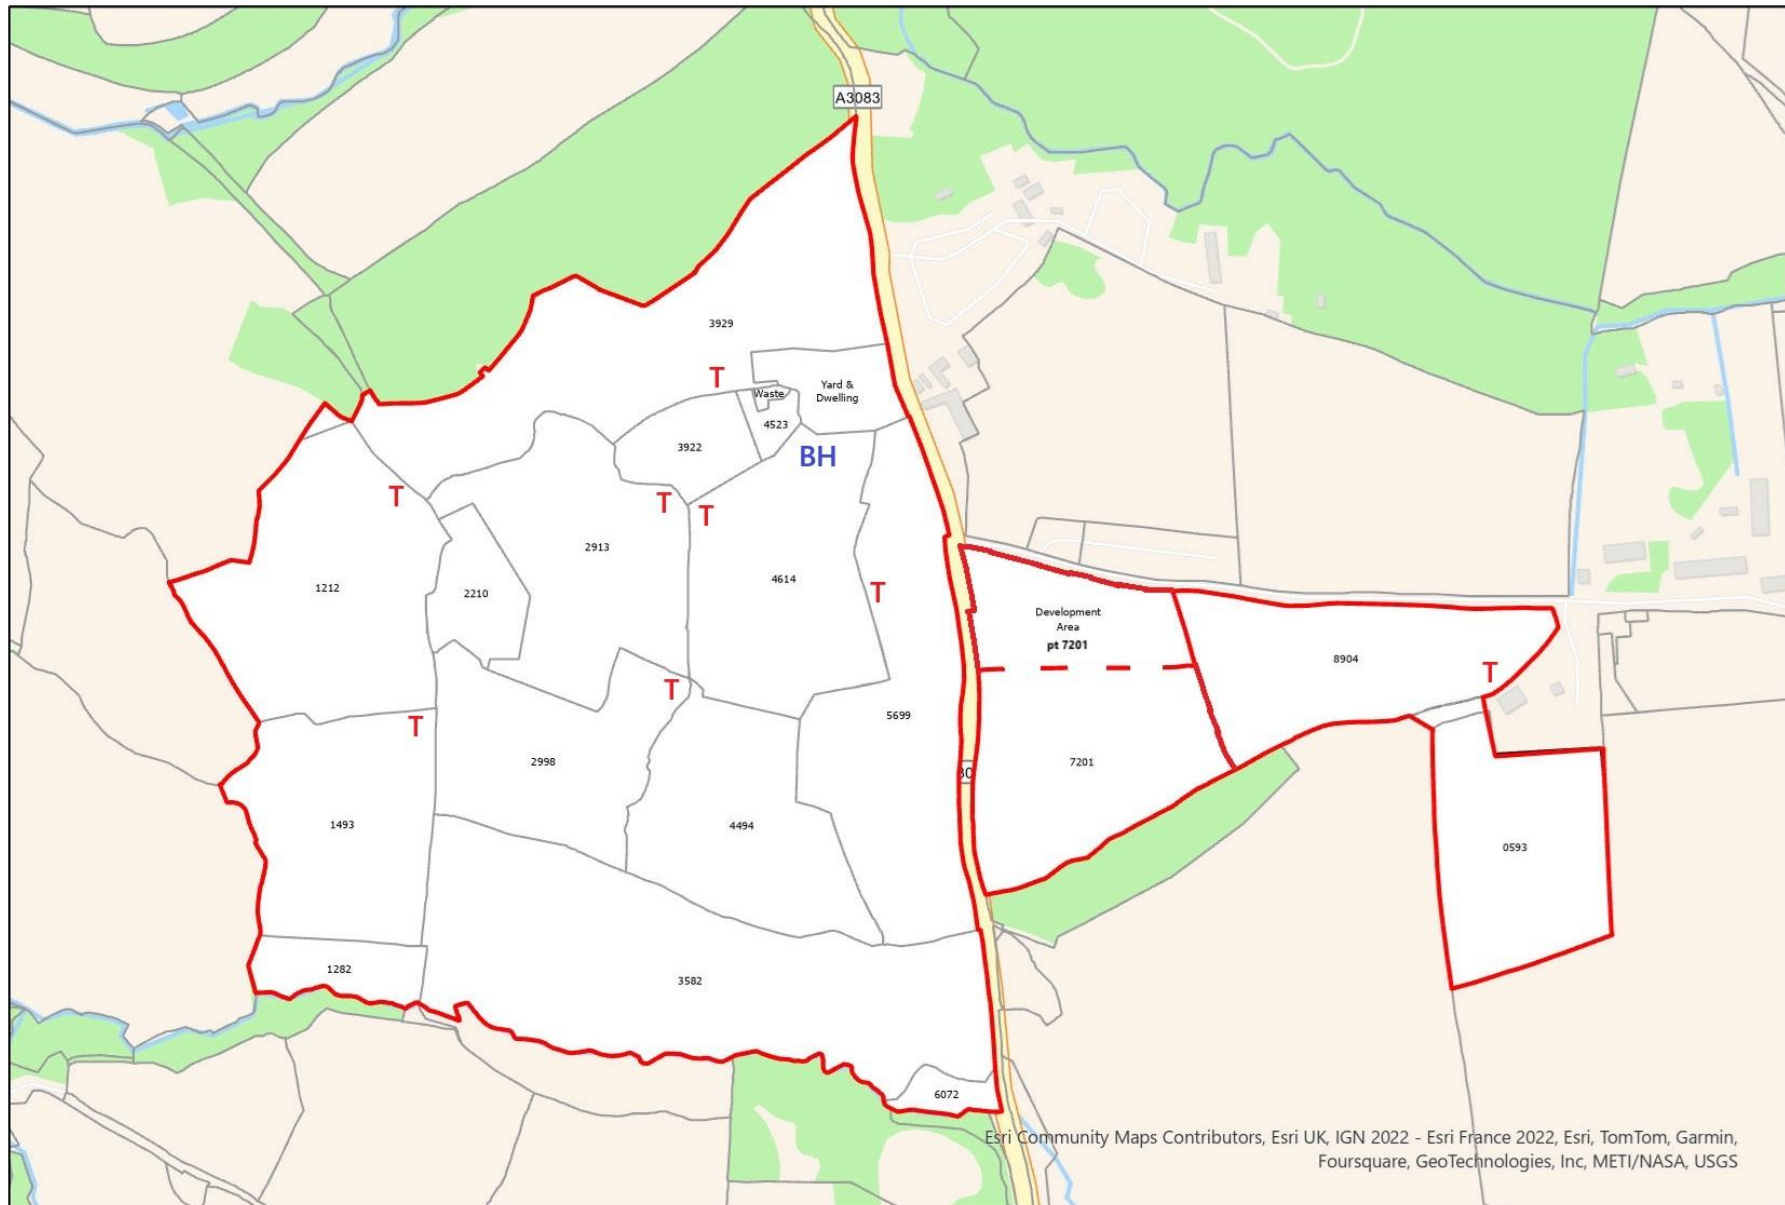 A3083
3929
T
Waste
Yard &
Dwelling
4523
3922
BH
T
T
T
2913
4614
1212
2210
T
Development
Area
pt 7201
8904
T
T
T
5699
2998
7201
30
1493
4494
0593
1282
3582
6072
Esri Community Maps Contributors, Esri UK, IGN 2022 - Esri France 2022, Esri, TomTom, Garmin,
Foursquare, GeoTechnologies, Inc, METI/NASA, USGS